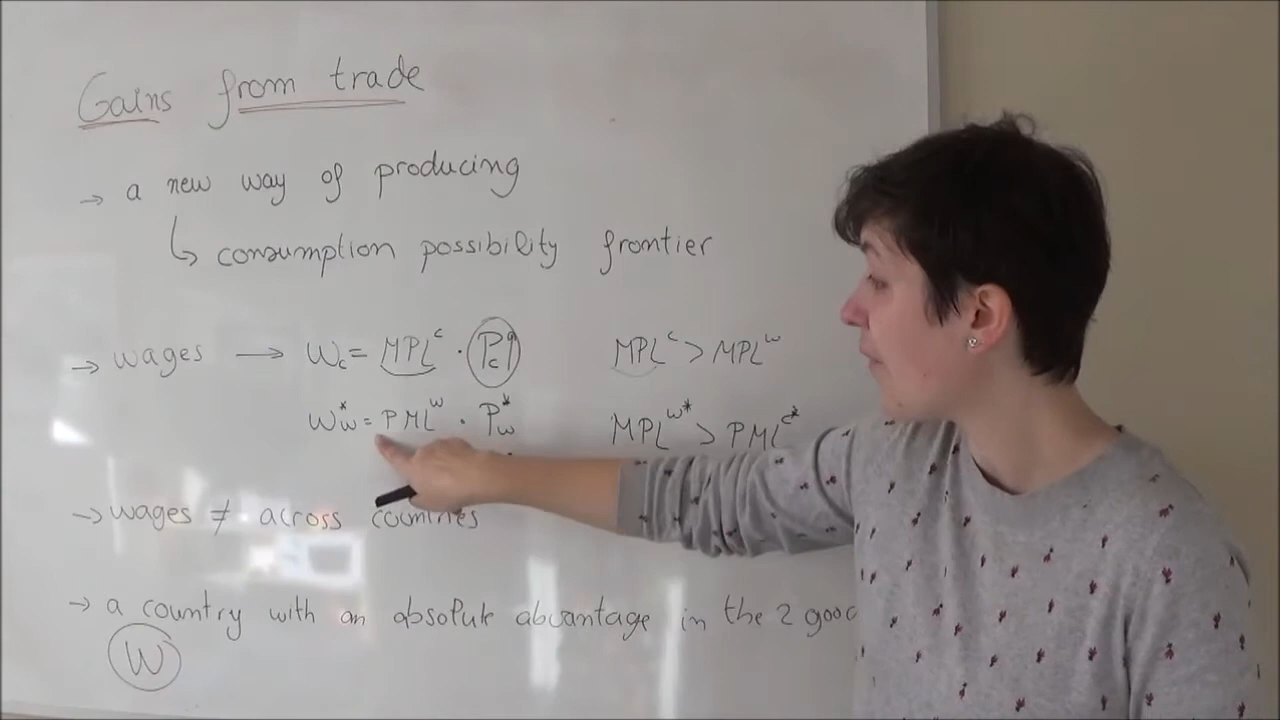 Gains from trade
→ a new way of producing
↳ consumption possibility frontier
→ wages → Wc = MPL^c · Pc MPL^c > MPL^w
Ww* = PML^w · Pw* MPL^w* > PML^c*
→ wages ≠ across countries
→ a country with an absolute advantage in the 2 good
W